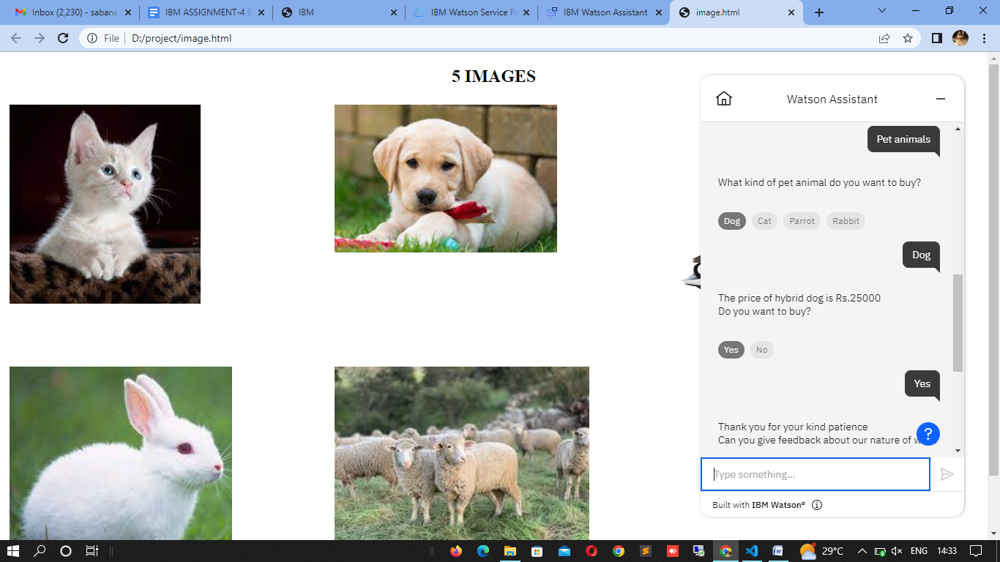 Inbox (2,230) - sabana
IBM ASSIGNMENT-4 S
IBM
IBM Watson Service P
IBM Watson Assistant
image.html
File
D:/project/image.html
5 IMAGES
Watson Assistant
Pet animals
What kind of pet animal do you want to buy?
Dog Cat Parrot Rabbit
Dog
The price of hybrid dog is Rs.25000
Do you want to buy?
Yes No
Yes
Thank you for your kind patience
Can you give feedback about our nature of
?
Type something...
Built with IBM Watson®
29°C
ENG
14:33